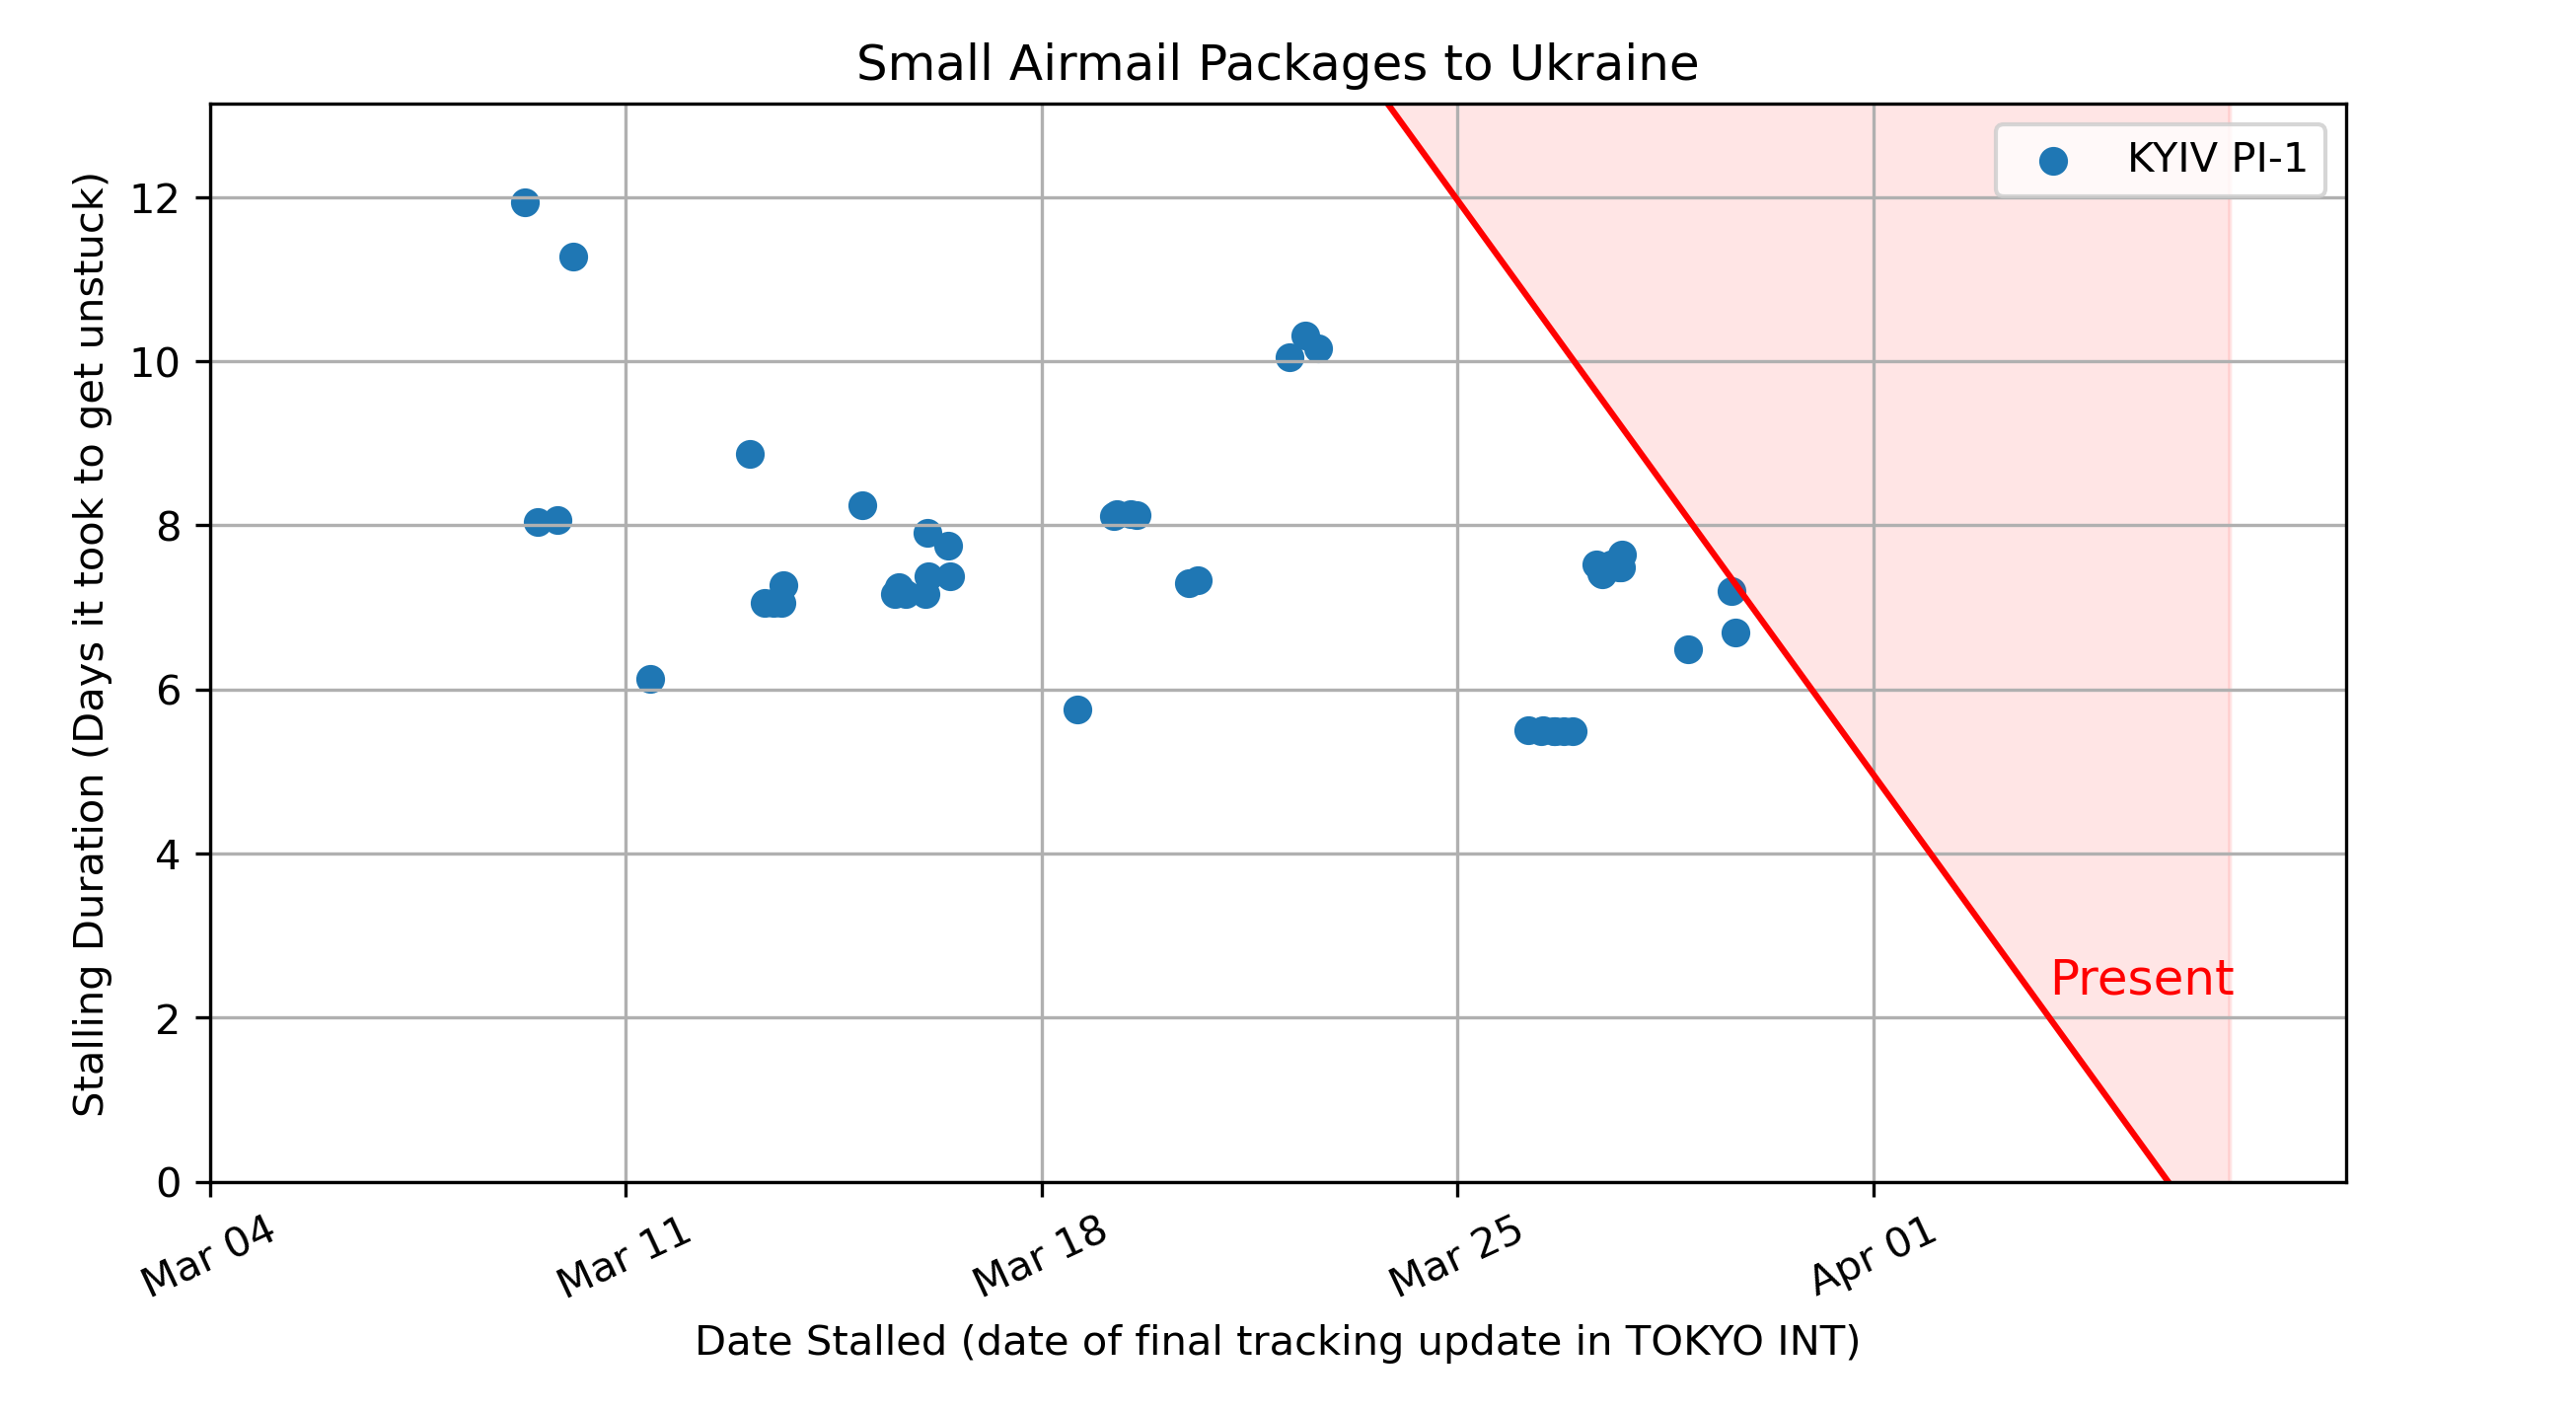 Small Airmail Packages to Ukraine
KYIV PI-1
Stalling Duration (Days it took to get unstuck)
12
10
8
6
4
2
0
Present
Mar 04
Mar 11
Mar 18
Mar 25
Apr 01
Date Stalled (date of final tracking update in TOKYO INT)